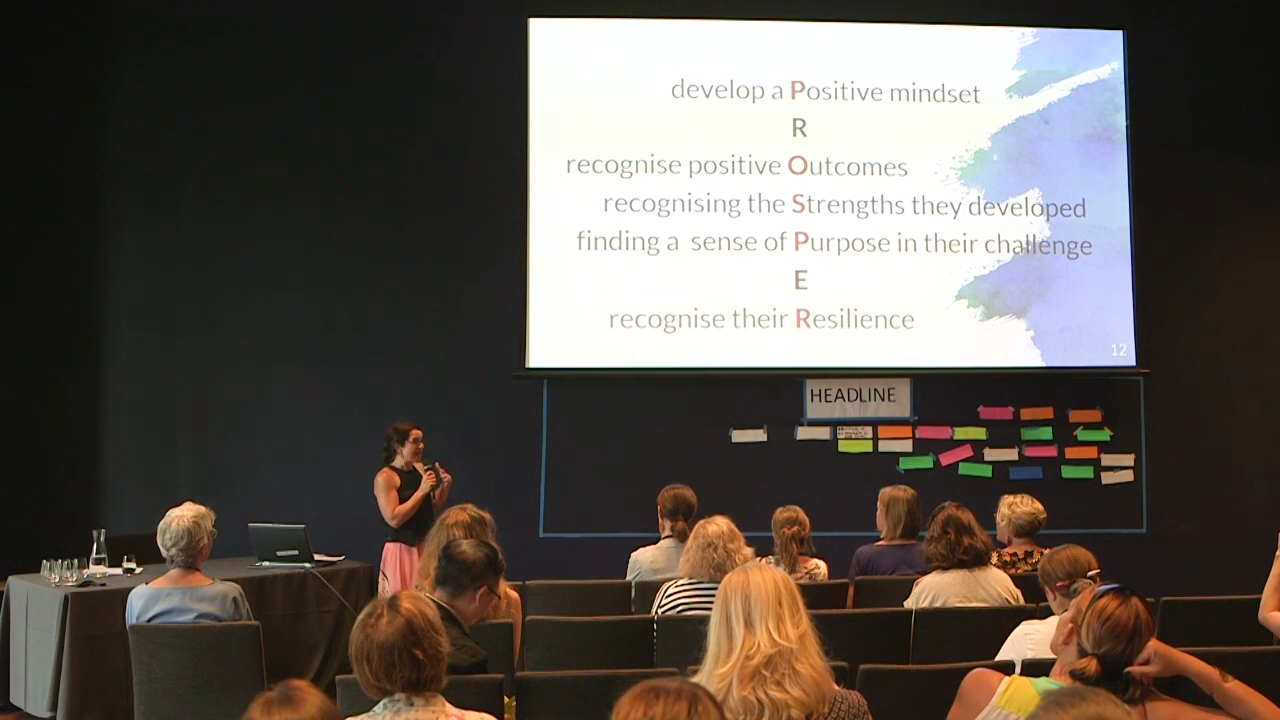 develop a Positive mindset
R
recognise positive Outcomes
recognising the Strengths they developed
finding a sense of Purpose in their challenge
E
recognise their Resilience
12
HEADLINE